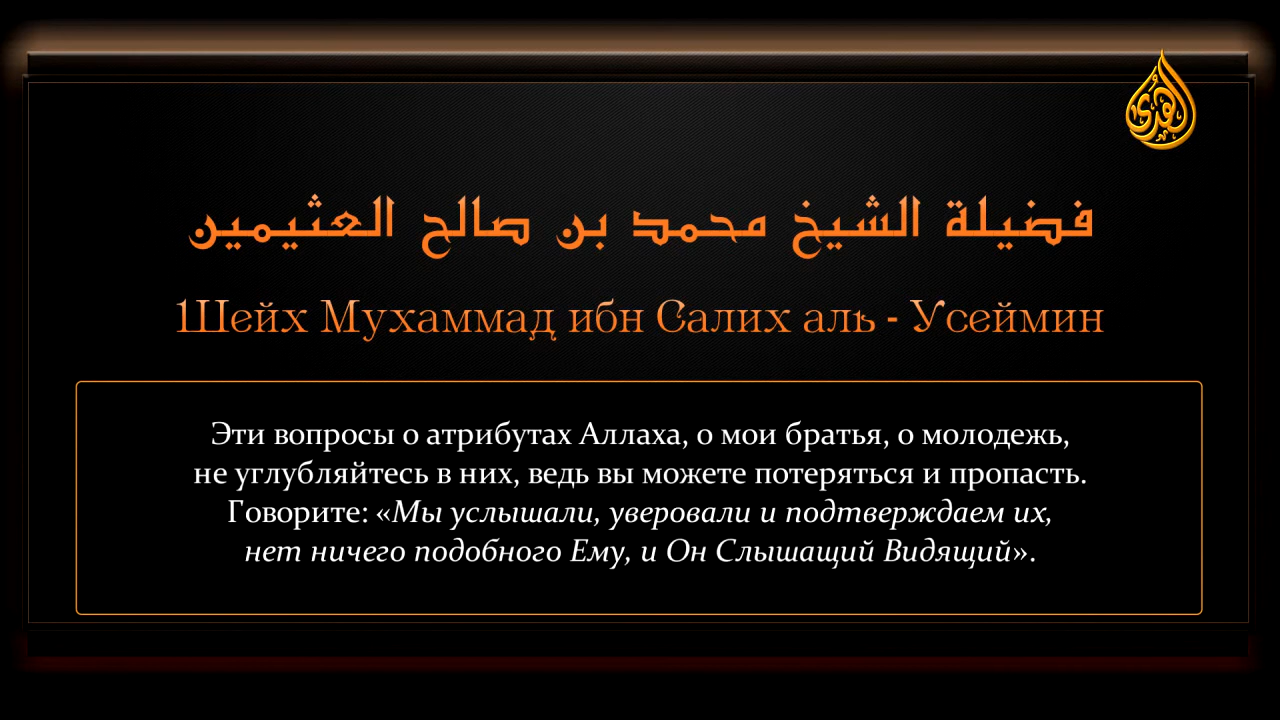 الهدى
فضيلة الشيخ محمد بن صالح العثيمين
Шейх Мухаммад ибн Салих аль - Усеймин
Эти вопросы о атрибутах Аллаха, о мои братья, о молодежь,
не углубляйтесь в них, ведь вы можете потеряться и пропасть.
Говорите: «Мы услышали, уверовали и подтверждаем их,
нет ничего подобного Ему, и Он Слышащий Видящий».